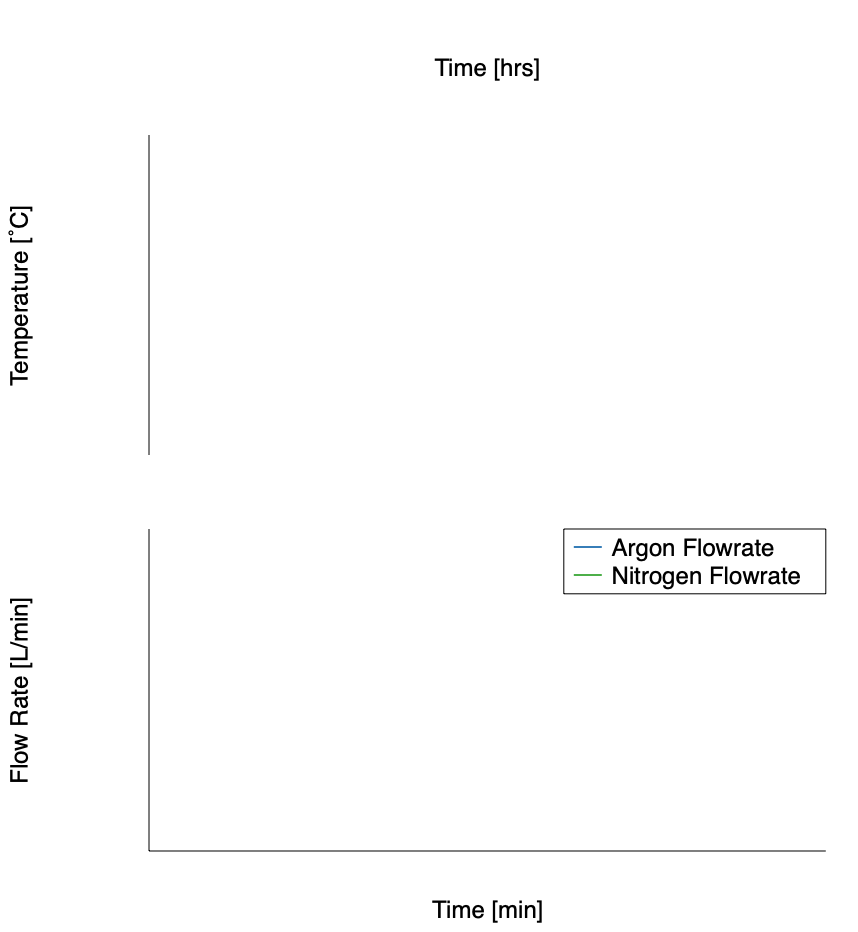 Time [hrs]
Temperature [˚C]
Argon Flowrate
Nitrogen Flowrate
Flow Rate [L/min]
Time [min]